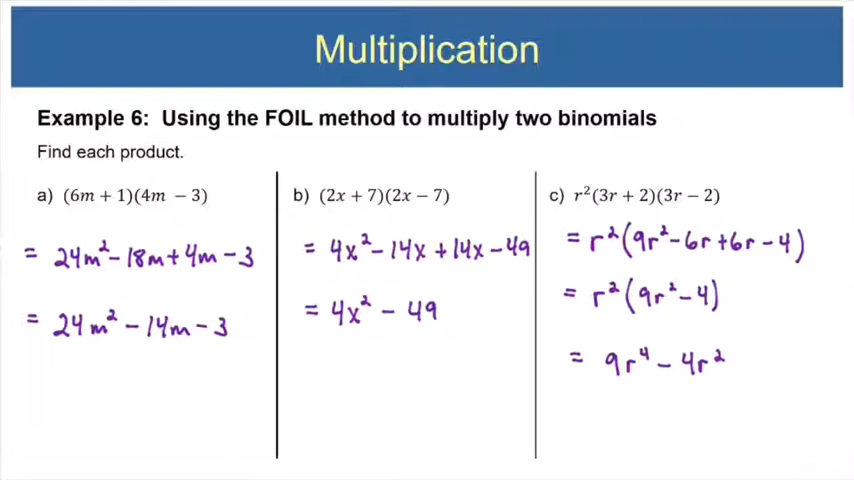 Multiplication
Example 6: Using the FOIL method to multiply two binomials
Find each product.
a) (6m + 1)(4m − 3)
= 24m² − 18m + 4m − 3
= 24m² − 14m − 3
b) (2x + 7)(2x − 7)
= 4x² − 14x + 14x − 49
= 4x² − 49
c) r²(3r + 2)(3r − 2)
= r²(9r² − 6r + 6r − 4)
= r²(9r² − 4)
= 9r⁴ − 4r²